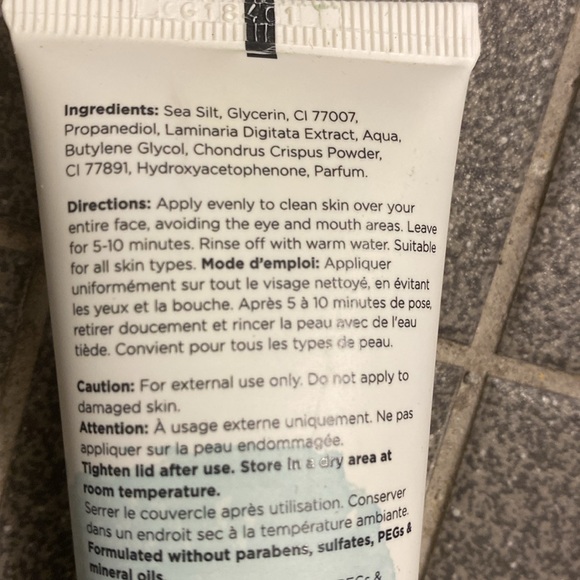 Ingredients: Sea Silt, Glycerin, CI 77007,
Propanediol, Laminaria Digitata Extract, Aqua,
Butylene Glycol, Chondrus Crispus Powder,
CI 77891, Hydroxyacetophenone, Parfum.
Directions: Apply evenly to clean skin over your
entire face, avoiding the eye and mouth areas. Leave
for 5-10 minutes. Rinse off with warm water. Suitable
for all skin types. Mode d'emploi: Appliquer
uniformément sur tout le visage nettoyé, en évitant
les yeux et la bouche. Après 5 à 10 minutes de pose,
retirer doucement et rincer la peau avec de l'eau
tiède. Convient pour tous les types de peau.
Caution: For external use only. Do not apply to
damaged skin.
Attention: À usage externe uniquement. Ne pas
appliquer sur la peau endommagée.
Tighten lid after use. Store in a dry area at
room temperature.
Serrer le couvercle après utilisation. Conserver
dans un endroit sec à la température ambiante.
Formulated without parabens, sulfates, PEGs &
mineral oils.
PEGs &